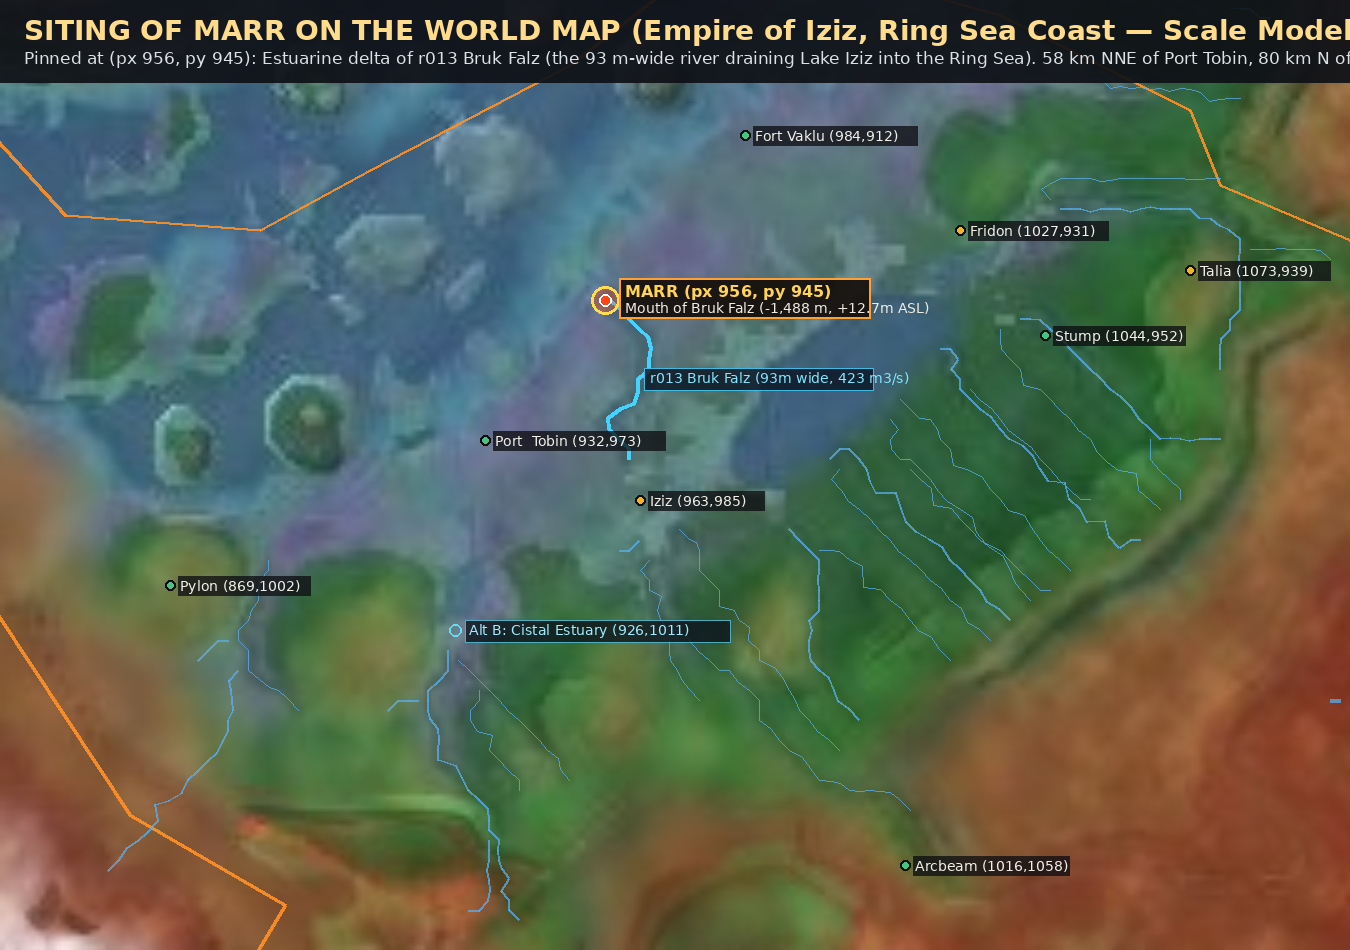 SITING OF MARR ON THE WORLD MAP (Empire of Iziz, Ring Sea Coast — Scale Model
Pinned at (px 956, py 945): Estuarine delta of r013 Bruk Falz (the 93 m-wide river draining Lake Iziz into the Ring Sea). 58 km NNE of Port Tobin, 80 km N of
Fort Vaklu (984,912)
Fridon (1027,931)
Talia (1073,939)
MARR (px 956, py 945)
Mouth of Bruk Falz (-1,488 m, +12.7m ASL)
Stump (1044,952)
r013 Bruk Falz (93m wide, 423 m3/s)
Port  Tobin (932,973)
Iziz (963,985)
Pylon (869,1002)
Alt B: Cistal Estuary (926,1011)
Arcbeam (1016,1058)